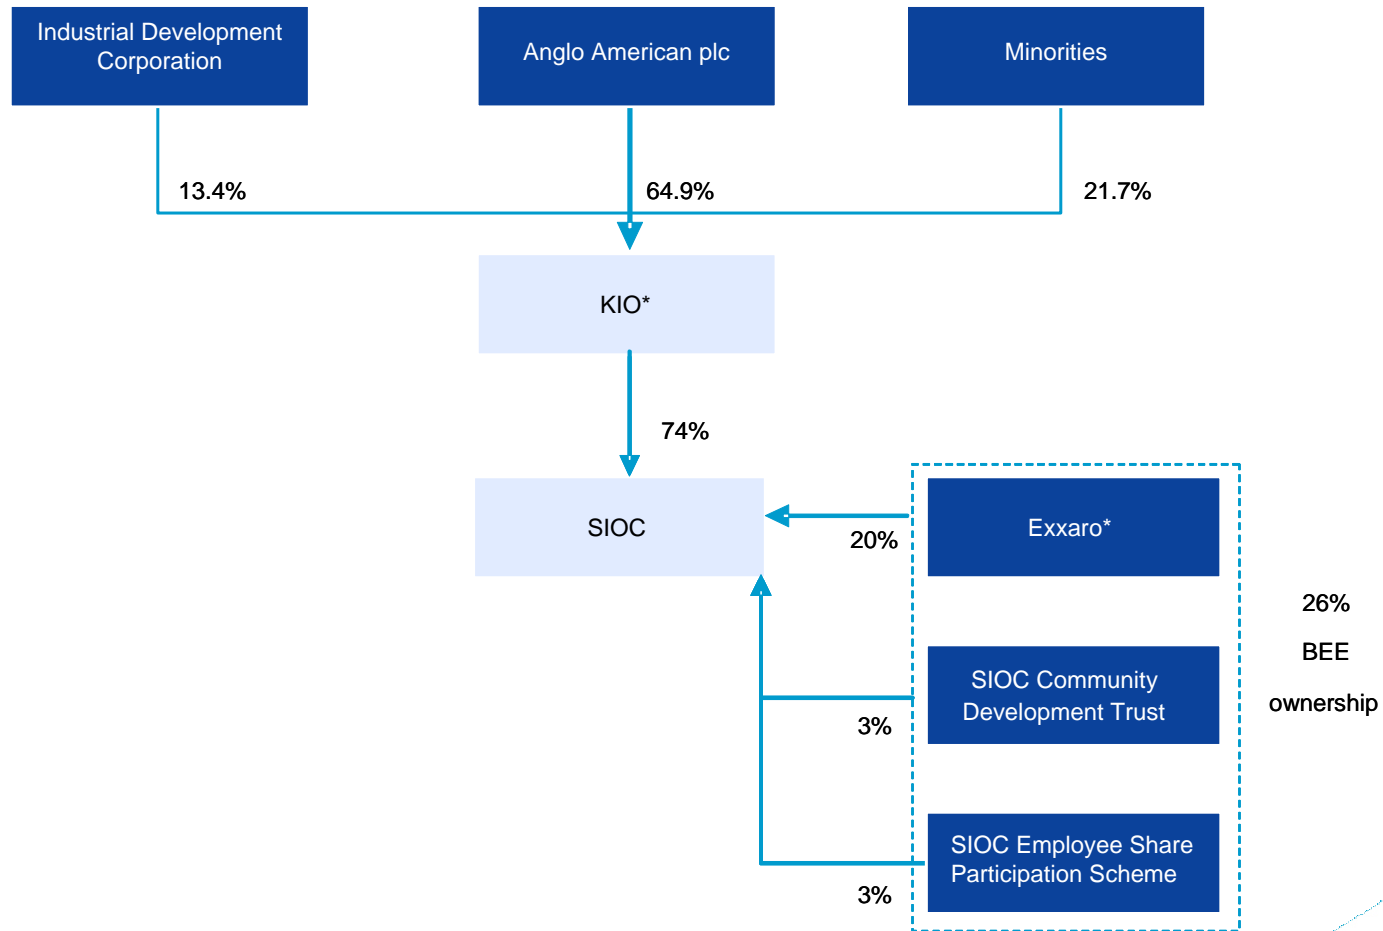 Industrial Development
Corporation
Anglo American plc
Minorities
13.4%
64.9%
21.7%
KIO*
74%
SIOC
20%
Exxaro*
26%
BEE
ownership
SIOC Community
Development Trust
3%
SIOC Employee Share
Participation Scheme
3%